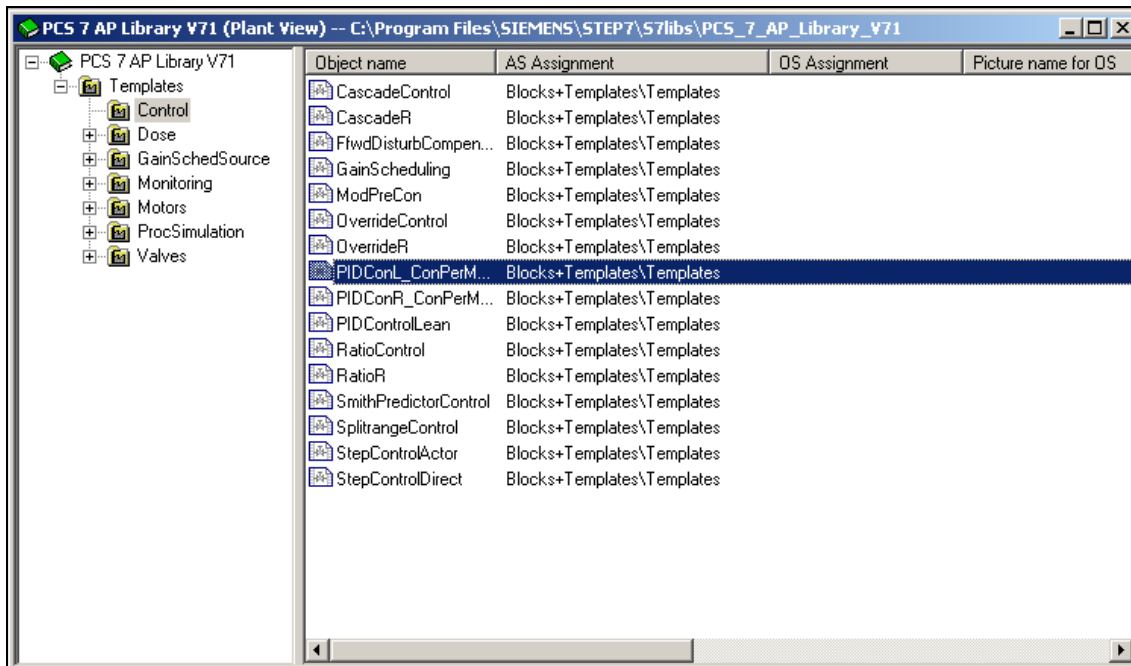 PCS 7 AP Library V71 (Plant View) -- C:\Program Files\SIEMENS\STEP7\S7libs\PCS_7_AP_Library_V71
PCS 7 AP Library V71
Templates
Control
Dose
GainSchedSource
Monitoring
Motors
ProcSimulation
Valves
Object name AS Assignment OS Assignment Picture name for OS
CascadeControl Blocks+Templates\Templates
CascadeR Blocks+Templates\Templates
FfwdDisturbCompen... Blocks+Templates\Templates
GainScheduling Blocks+Templates\Templates
ModPreCon Blocks+Templates\Templates
OverrideControl Blocks+Templates\Templates
OverrideR Blocks+Templates\Templates
PIDConL_ConPerM... Blocks+Templates\Templates
PIDConR_ConPerM... Blocks+Templates\Templates
PIDControlLean Blocks+Templates\Templates
RatioControl Blocks+Templates\Templates
RatioR Blocks+Templates\Templates
SmithPredictorControl Blocks+Templates\Templates
SplitrangeControl Blocks+Templates\Templates
StepControlActor Blocks+Templates\Templates
StepControlDirect Blocks+Templates\Templates